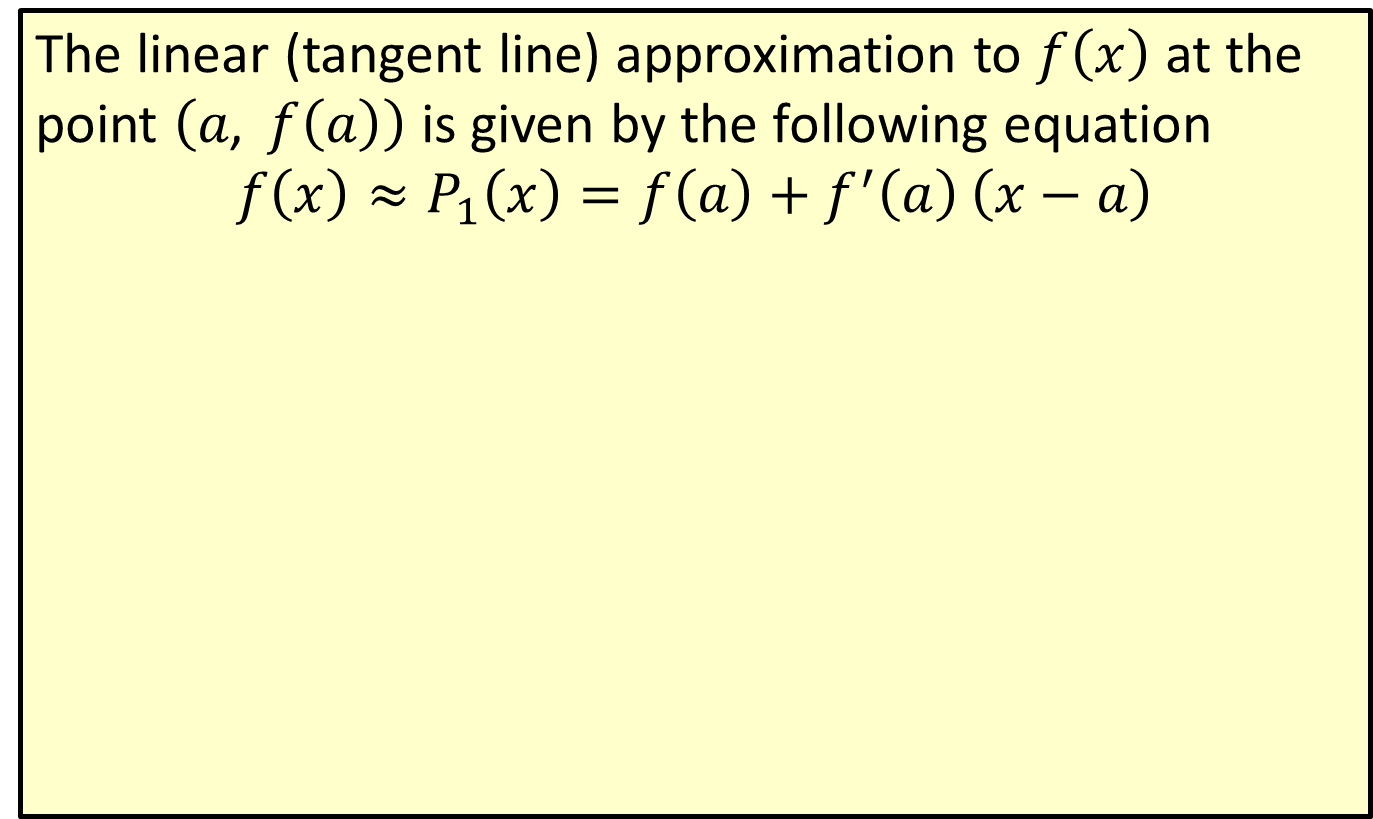 The linear (tangent line) approximation to 𝑓(𝑥) at the
point (𝑎, 𝑓(𝑎)) is given by the following equation
𝑓(𝑥) ≈ 𝑃₁(𝑥) = 𝑓(𝑎) + 𝑓′(𝑎) (𝑥 − 𝑎)